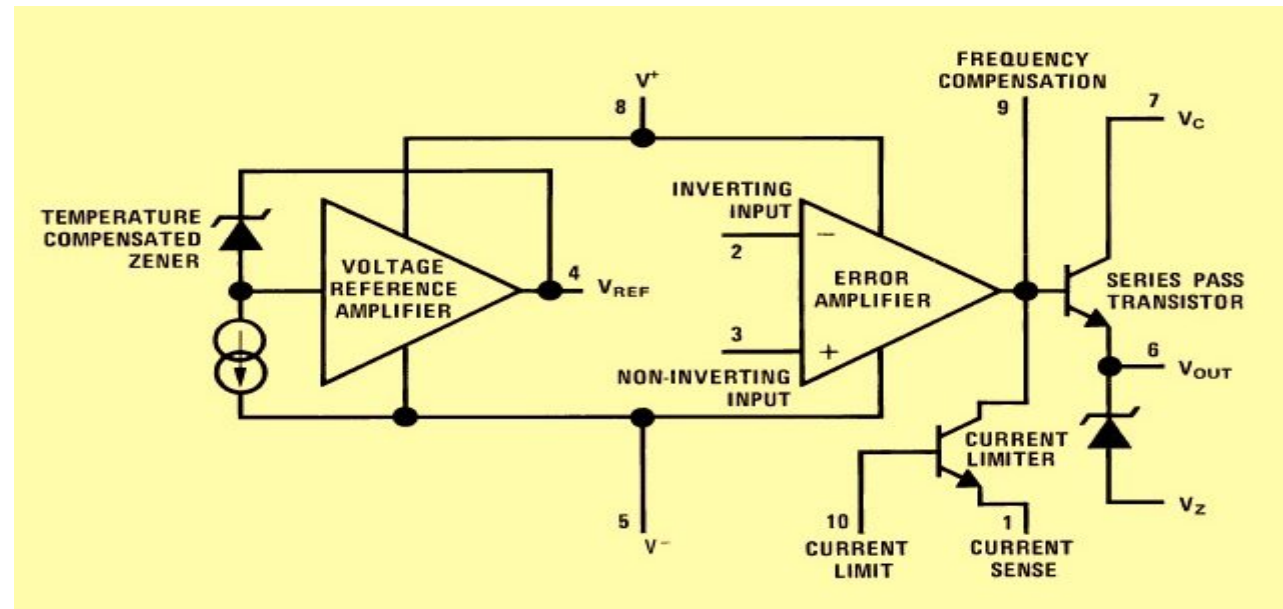 FREQUENCY
COMPENSATION
9
7
VC
V+
8
TEMPERATURE
COMPENSATED
ZENER
VOLTAGE
REFERENCE
AMPLIFIER
4
VREF
INVERTING
INPUT
2
−
ERROR
AMPLIFIER
3
+
NON-INVERTING
INPUT
SERIES PASS
TRANSISTOR
6
VOUT
CURRENT
LIMITER
VZ
5
V−
10
CURRENT
LIMIT
1
CURRENT
SENSE